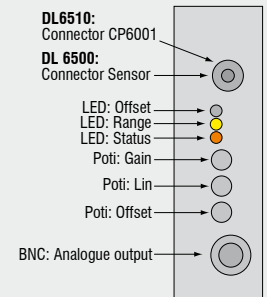 DL6510:
Connector CP6001
DL 6500:
Connector Sensor
LED: Offset
LED: Range
LED: Status
Poti: Gain
Poti: Lin
Poti: Offset
BNC: Analogue output